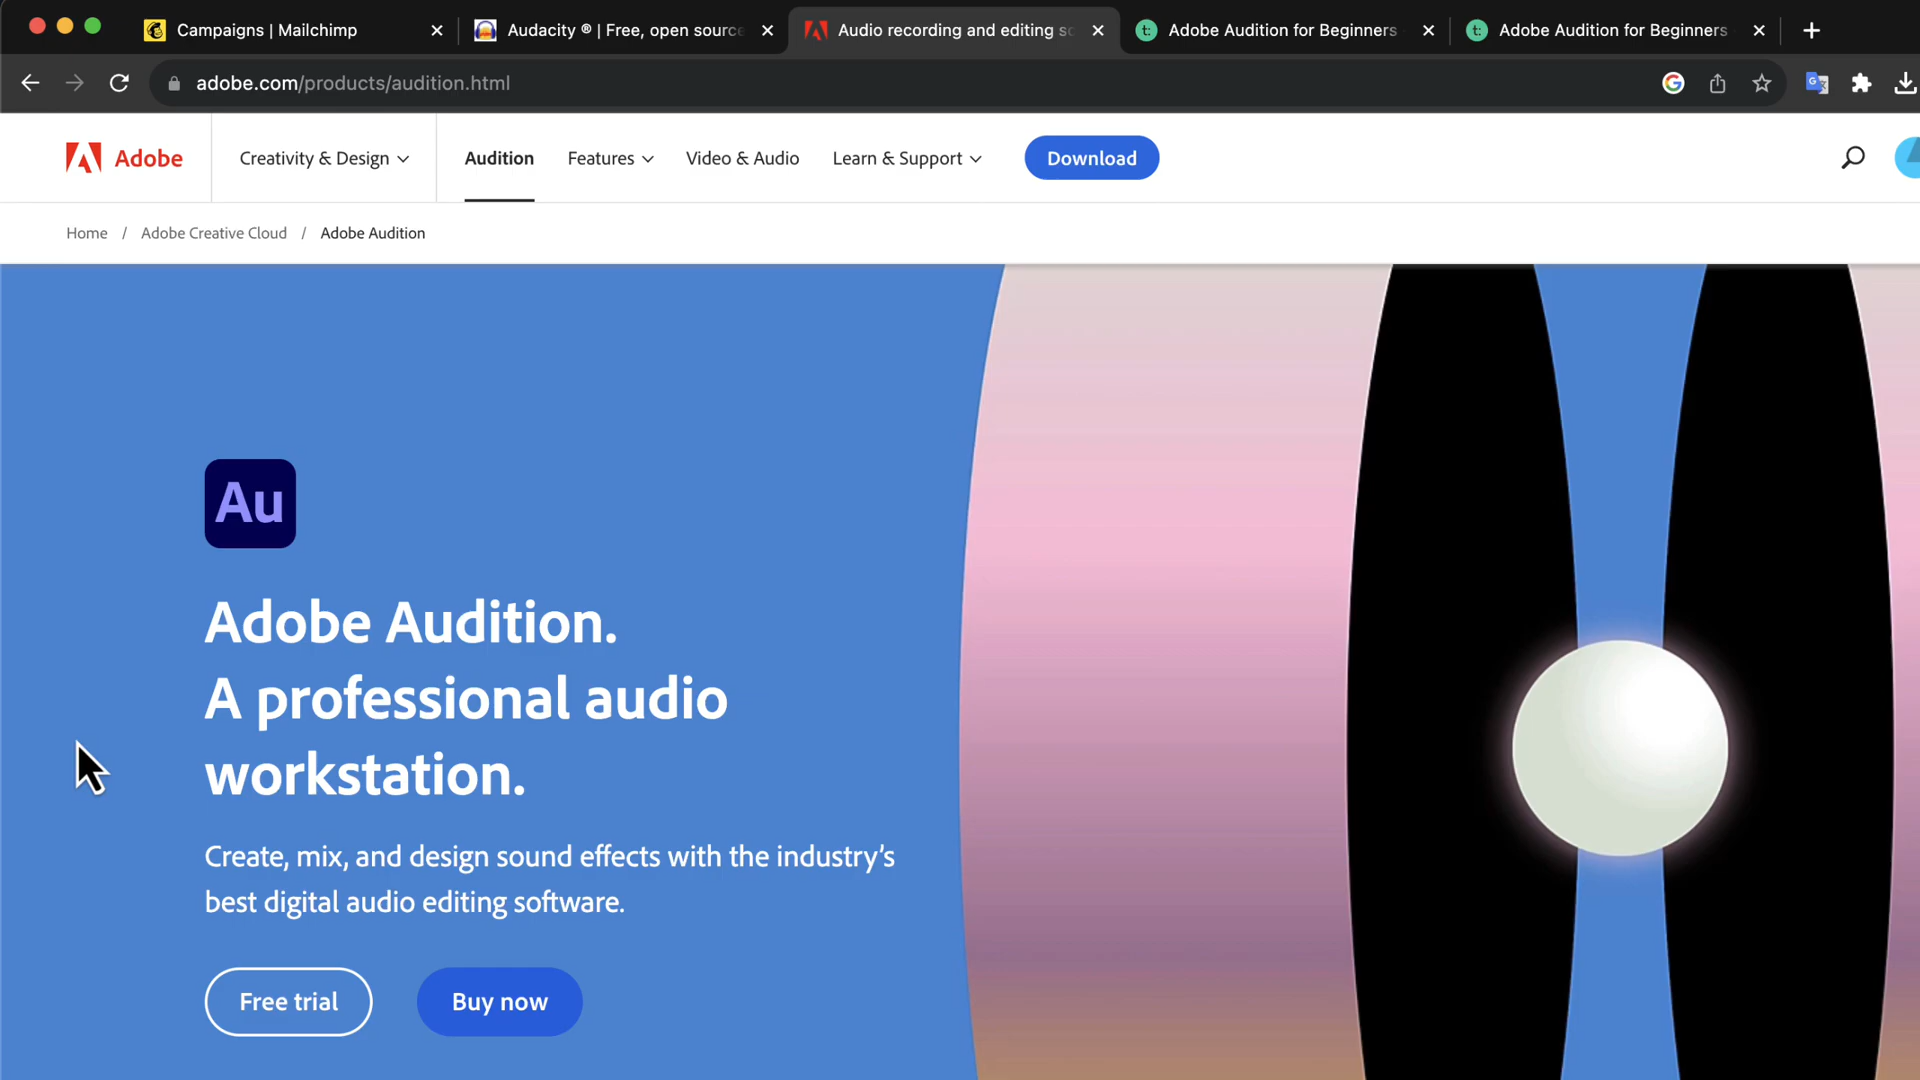 Campaigns | Mailchimp
Audacity ® | Free, open source
Audio recording and editing so
t: Adobe Audition for Beginners
t: Adobe Audition for Beginners
adobe.com/products/audition.html
Adobe
Creativity & Design
Audition
Features
Video & Audio
Learn & Support
Download
Home / Adobe Creative Cloud / Adobe Audition
Au
Adobe Audition.
A professional audio
workstation.
Create, mix, and design sound effects with the industry’s
best digital audio editing software.
Free trial
Buy now